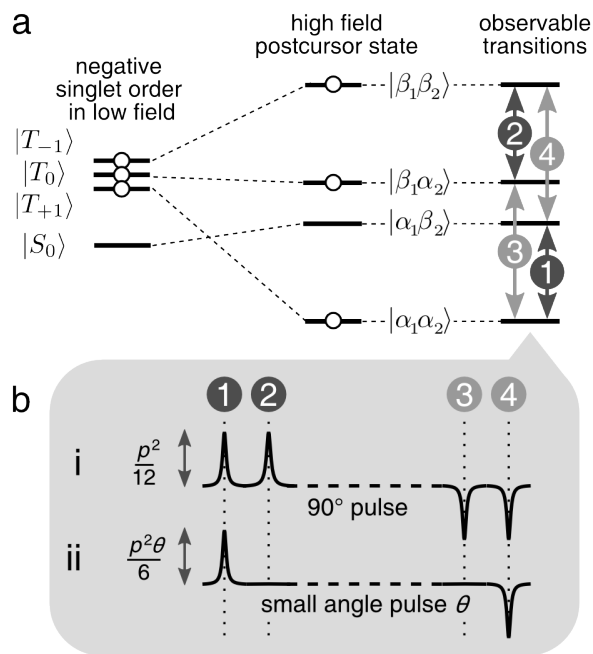 a
negative
singlet order
in low field
high field
postcursor state
observable
transitions
|T₋₁⟩
|T₀⟩
|T₊₁⟩
|S₀⟩
|β₁β₂⟩
|β₁α₂⟩
|α₁β₂⟩
|α₁α₂⟩
2
4
3
1
b
1 2 3 4
i p²/12
90° pulse
ii p²θ/6
small angle pulse θ